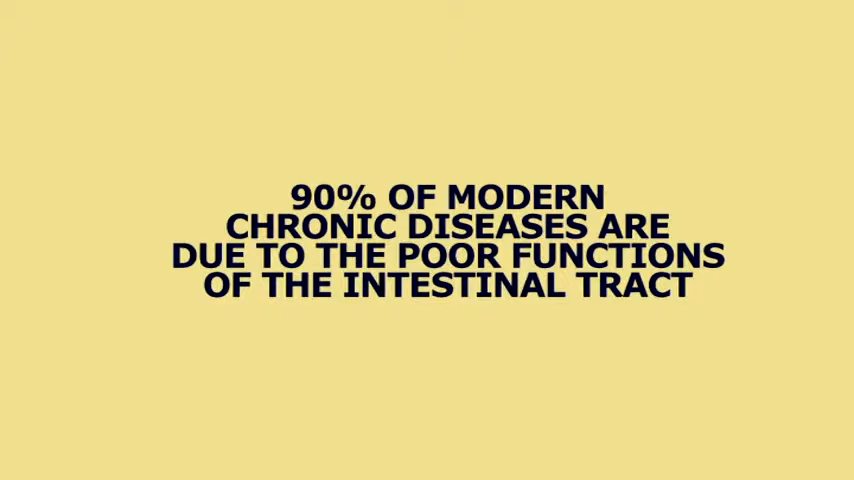 90% OF MODERN
CHRONIC DISEASES ARE
DUE TO THE POOR FUNCTIONS
OF THE INTESTINAL TRACT